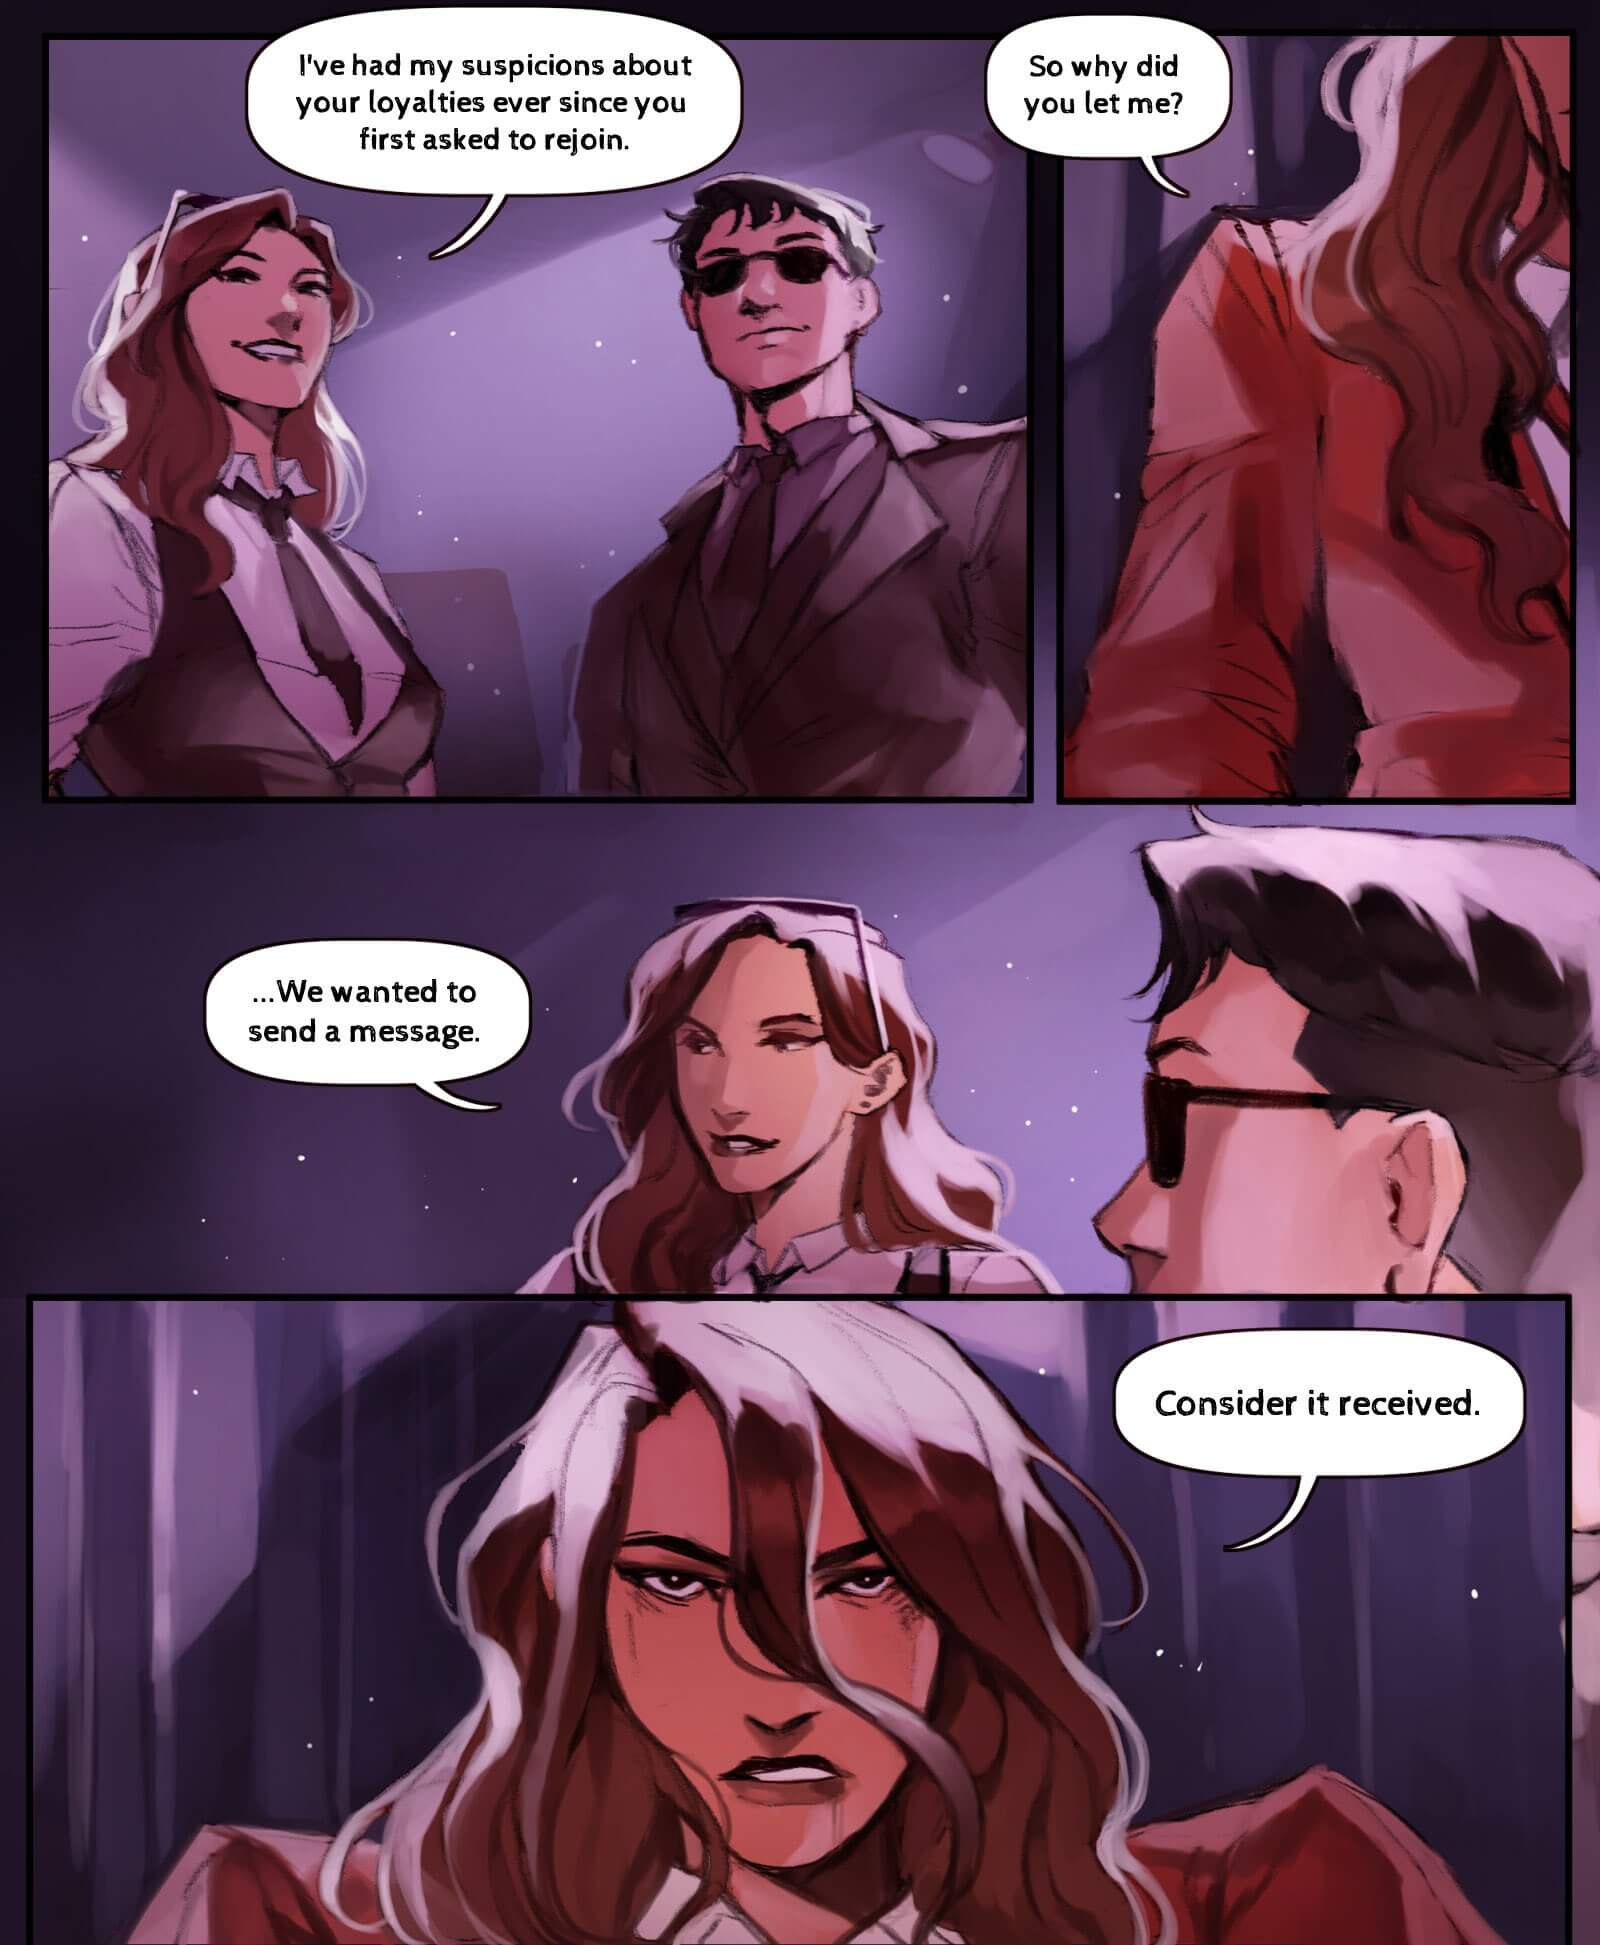 I've had my suspicions about
your loyalties ever since you
first asked to rejoin.
So why did
you let me?
...We wanted to
send a message.
Consider it received.